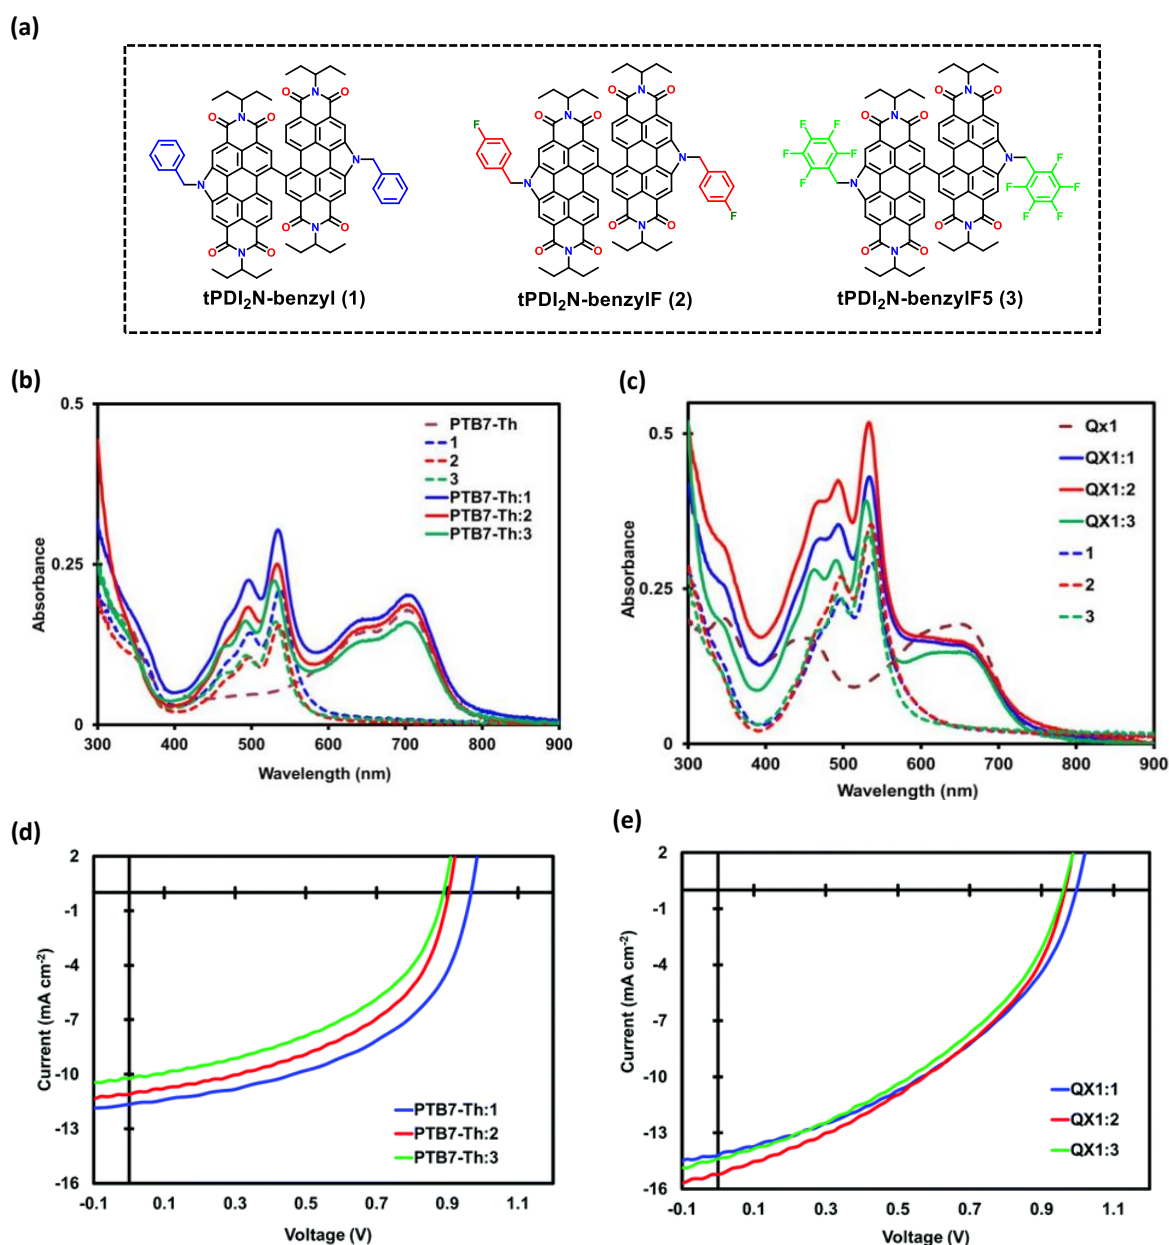 (a)
tPDI₂N-benzyl (1)
tPDI₂N-benzylF (2)
tPDI₂N-benzylF5 (3)
O N O O N O
N
N
O N O O N O
F
O N O O N O
N
N
O N O O N O
F
F F F F F
O N O O N O
N
N
O N O O N O
F F F F F
(b)
0.5
0.25
0
Absorbance
300 400 500 600 700 800 900
Wavelength (nm)
PTB7-Th
1
2
3
PTB7-Th:1
PTB7-Th:2
PTB7-Th:3
(c)
0.5
0.25
0
Absorbance
300 400 500 600 700 800 900
Wavelength (nm)
Qx1
QX1:1
QX1:2
QX1:3
1
2
3
(d)
2
-1
-4
-7
-10
-13
-16
Current (mA cm⁻²)
-0.1 0.1 0.3 0.5 0.7 0.9 1.1
Voltage (V)
PTB7-Th:1
PTB7-Th:2
PTB7-Th:3
(e)
2
-1
-4
-7
-10
-13
-16
Current (mA cm⁻²)
-0.1 0.1 0.3 0.5 0.7 0.9 1.1
Voltage (V)
QX1:1
QX1:2
QX1:3